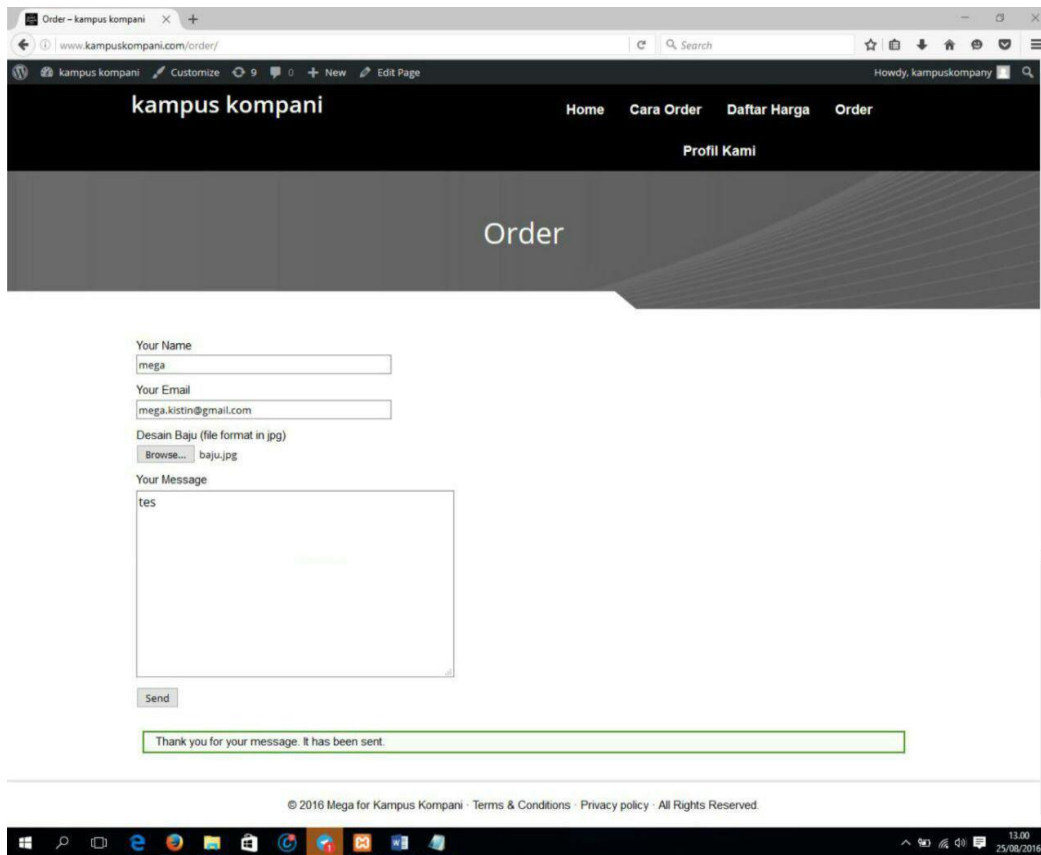 Order – kampus kompani
www.kampuskompani.com/order/
Search
kampus kompani Customize 9 0 New Edit Page Howdy, kampuskompany
kampus kompani
Home Cara Order Daftar Harga Order
Profil Kami
Order
Your Name
mega
Your Email
mega.kistin@gmail.com
Desain Baju (file format in jpg)
Browse... baju.jpg
Your Message
tes
Send
Thank you for your message. It has been sent.
© 2016 Mega for Kampus Kompani · Terms & Conditions · Privacy policy · All Rights Reserved.
13.00
25/08/2016